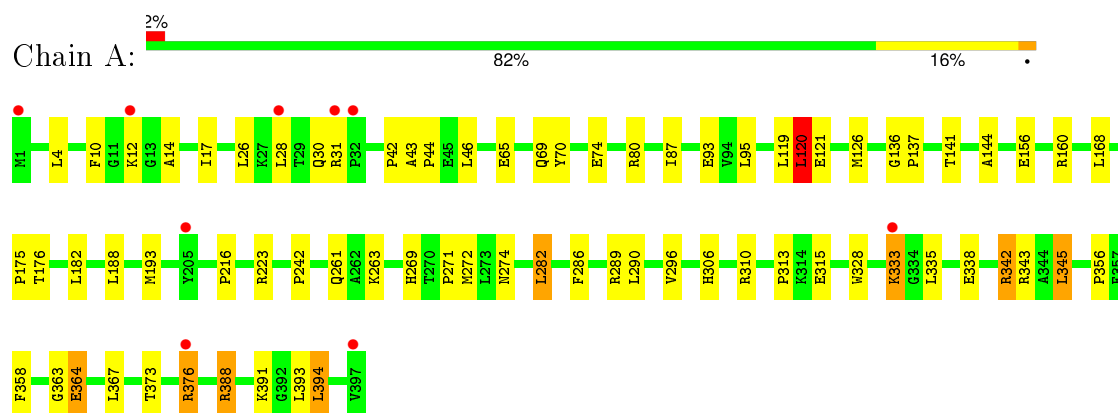 2%
Chain A:
82% 16% •
M1 L4 F10 G11 K12 G13 A14 I17 L26 K27 L28 T29 Q30 R31 P32 P42 A43 P44 E45 L46 E65 Q69 Y70 E74 R80 I87 E93 V94 L95 L119 L120 E121 M126 G136 P137 T141 A144 E156 R160 L168
P175 T176 L182 L188 M193 Y205 P216 R223 P242 Q261 A262 K263 H269 T270 P271 M272 L273 N274 L282 F286 R289 L290 V296 H306 R310 P313 K314 E315 W328 K333 G334 L335 E338 R342 R343 A344 L345 P356
F358 G363 E364 L367 T373 R376 R388 K391 G392 L393 L394 V397